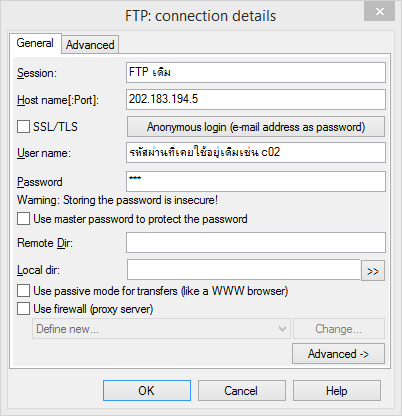 FTP: connection details
General
Advanced
Session:
FTP เดิม
Host name[:Port]:
202.183.194.5
SSL/TLS
Anonymous login (e-mail address as password)
User name:
รหัสผ่านที่เคยใช้อยู่เดิมเช่น c02
Password
***
Warning: Storing the password is insecure!
Use master password to protect the password
Remote Dir:
Local dir:
>>
Use passive mode for transfers (like a WWW browser)
Use firewall (proxy server)
Define new...
Change...
Advanced ->
OK
Cancel
Help